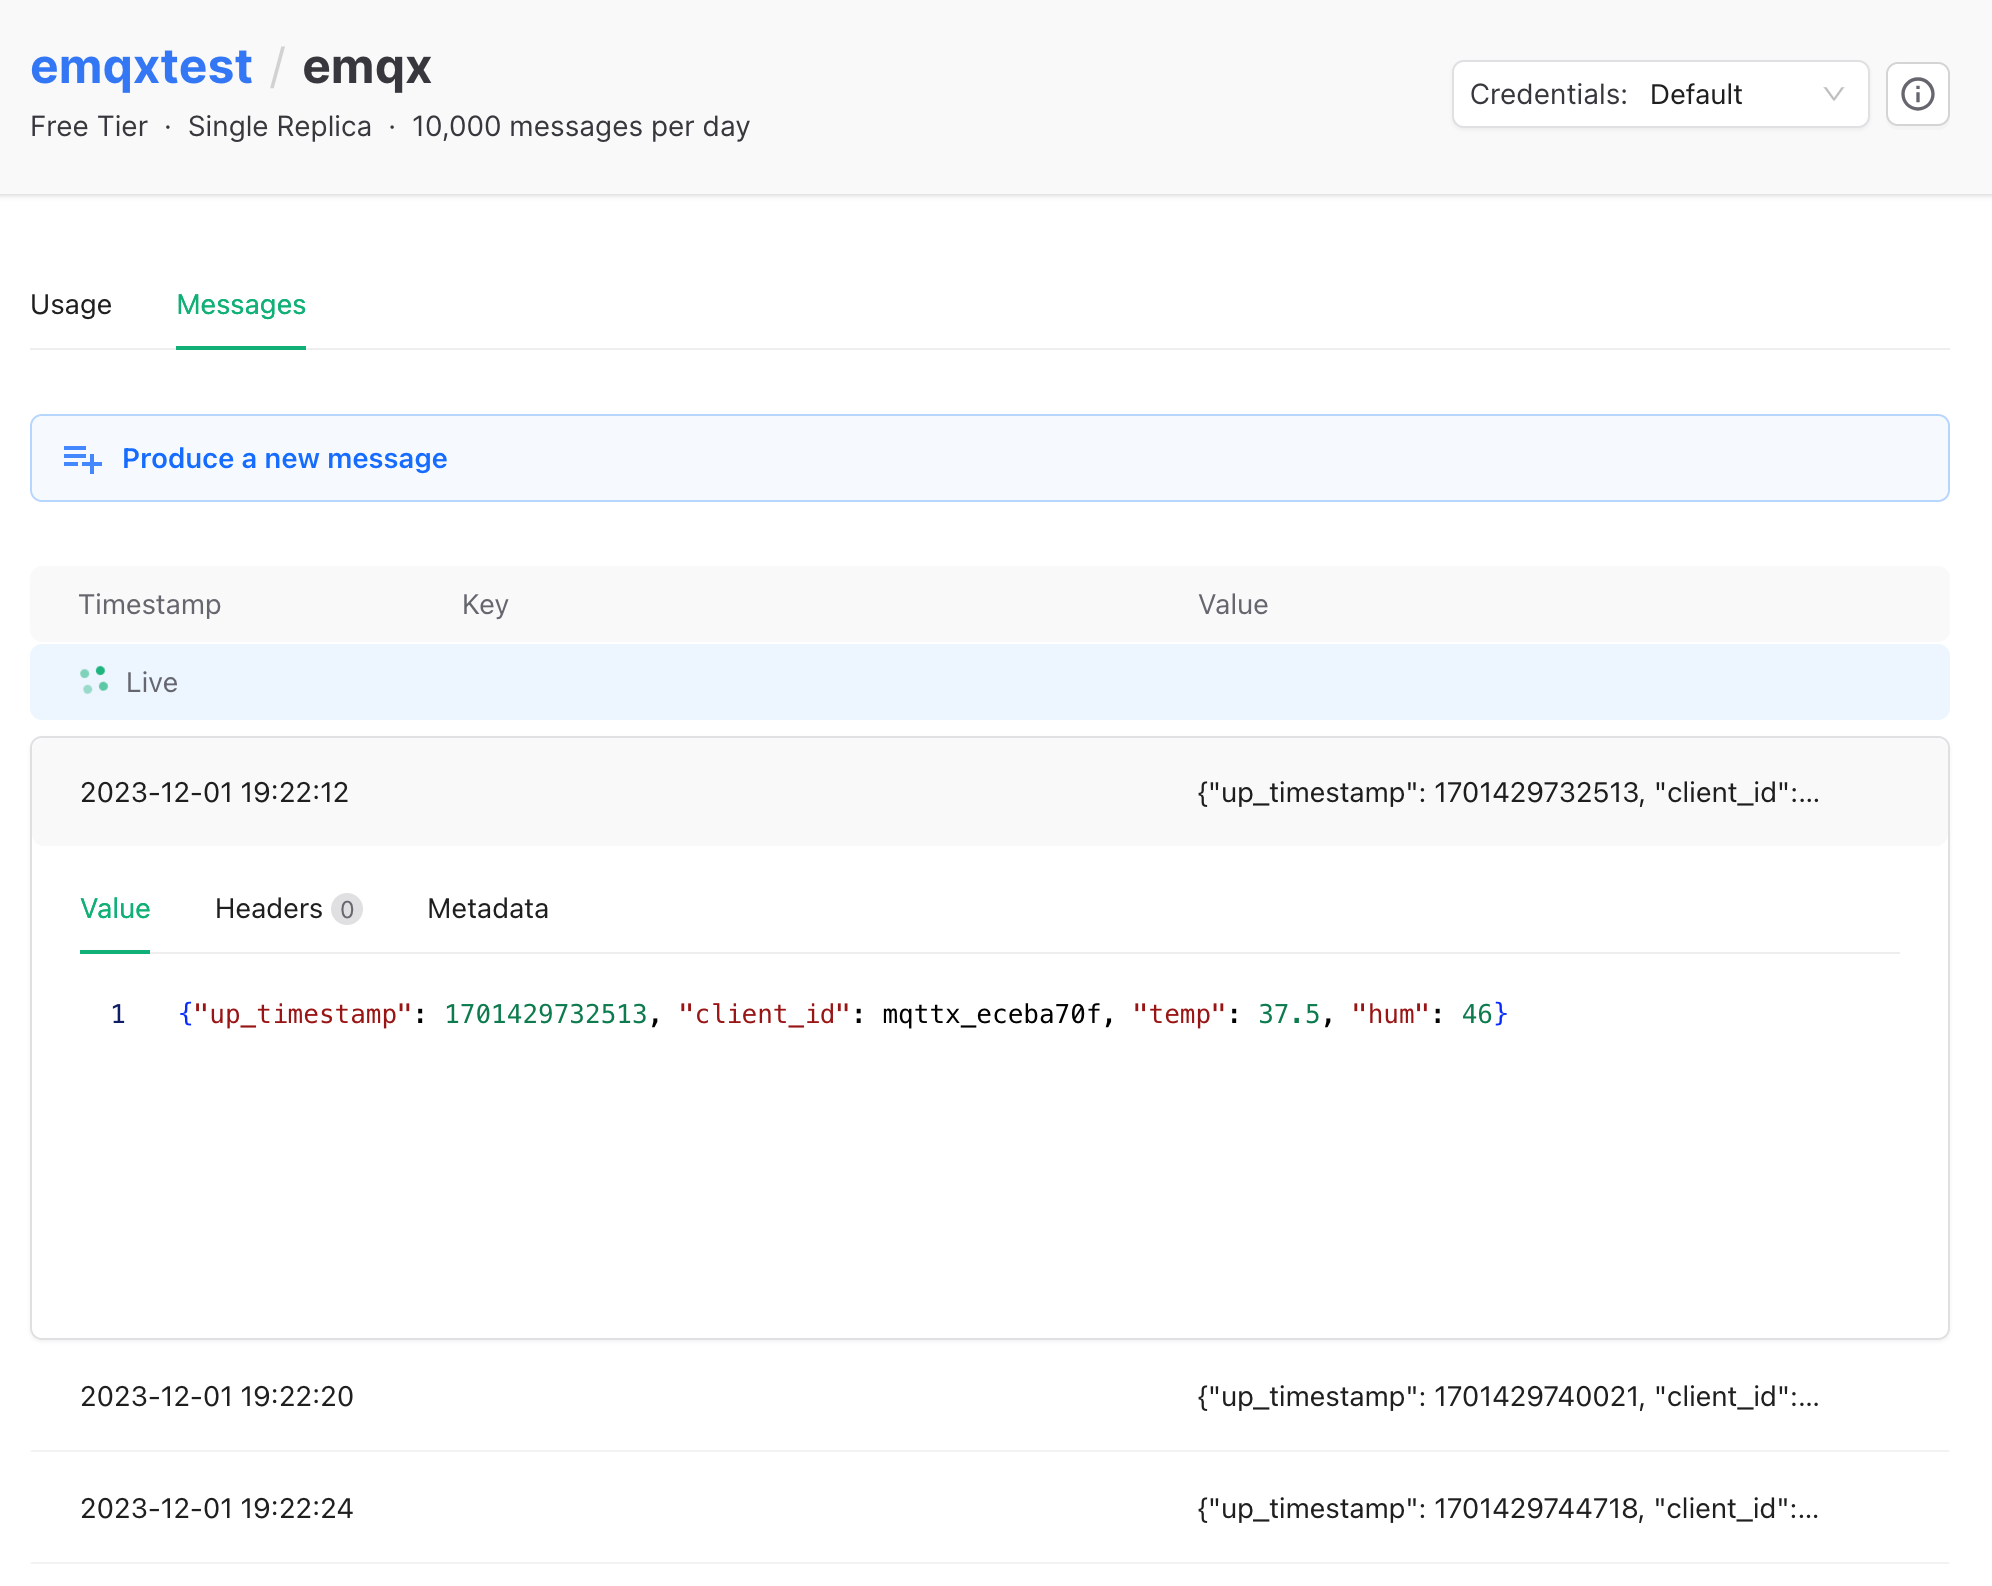 emqxtest / emqx
Free Tier · Single Replica · 10,000 messages per day
Credentials: Default
Usage Messages
Produce a new message
Timestamp Key Value
Live
2023-12-01 19:22:12 {"up_timestamp": 1701429732513, "client_id":...
Value Headers 0 Metadata
1 {"up_timestamp": 1701429732513, "client_id": mqttx_eceba70f, "temp": 37.5, "hum": 46}
2023-12-01 19:22:20 {"up_timestamp": 1701429740021, "client_id":...
2023-12-01 19:22:24 {"up_timestamp": 1701429744718, "client_id":...